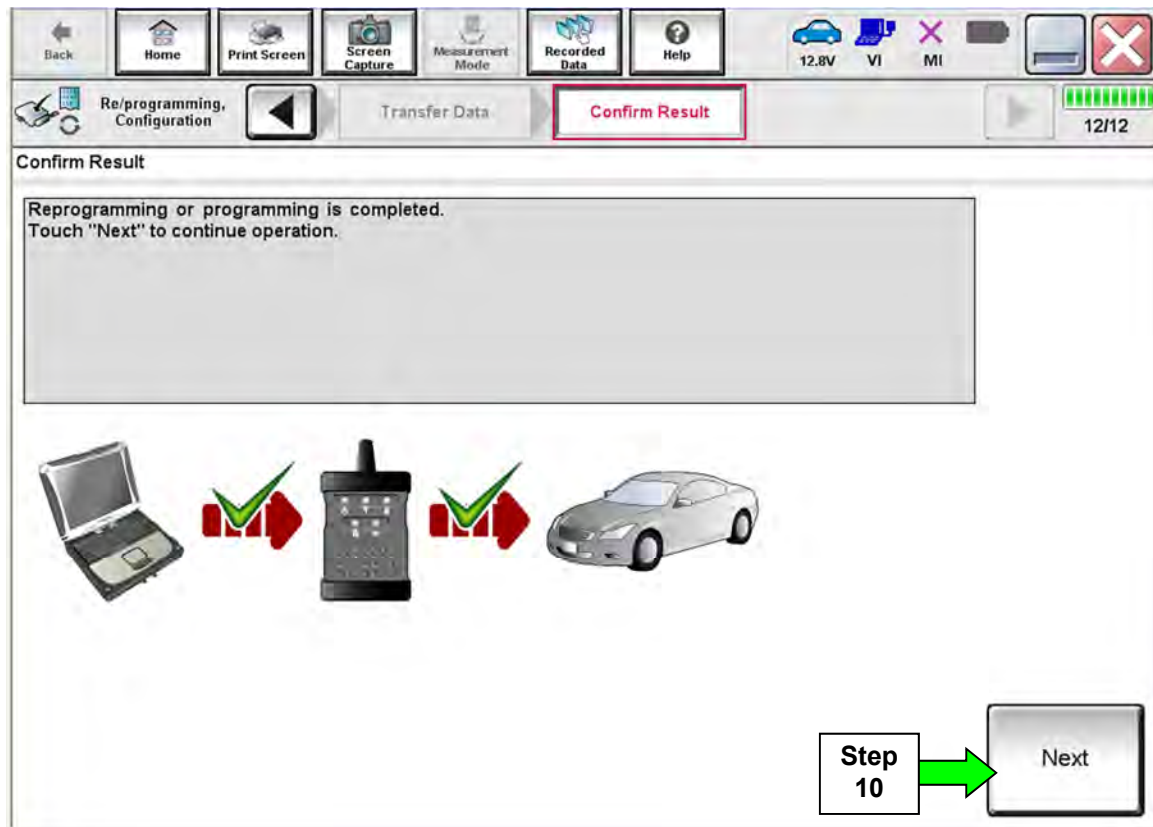 Back
Home
Print Screen
Screen
Capture
Measurement
Mode
Recorded
Data
Help
12.8V
VI
MI
Re/programming,
Configuration
Transfer Data
Confirm Result
12/12
Confirm Result
Reprogramming or programming is completed.
Touch "Next" to continue operation.
Step
10
Next